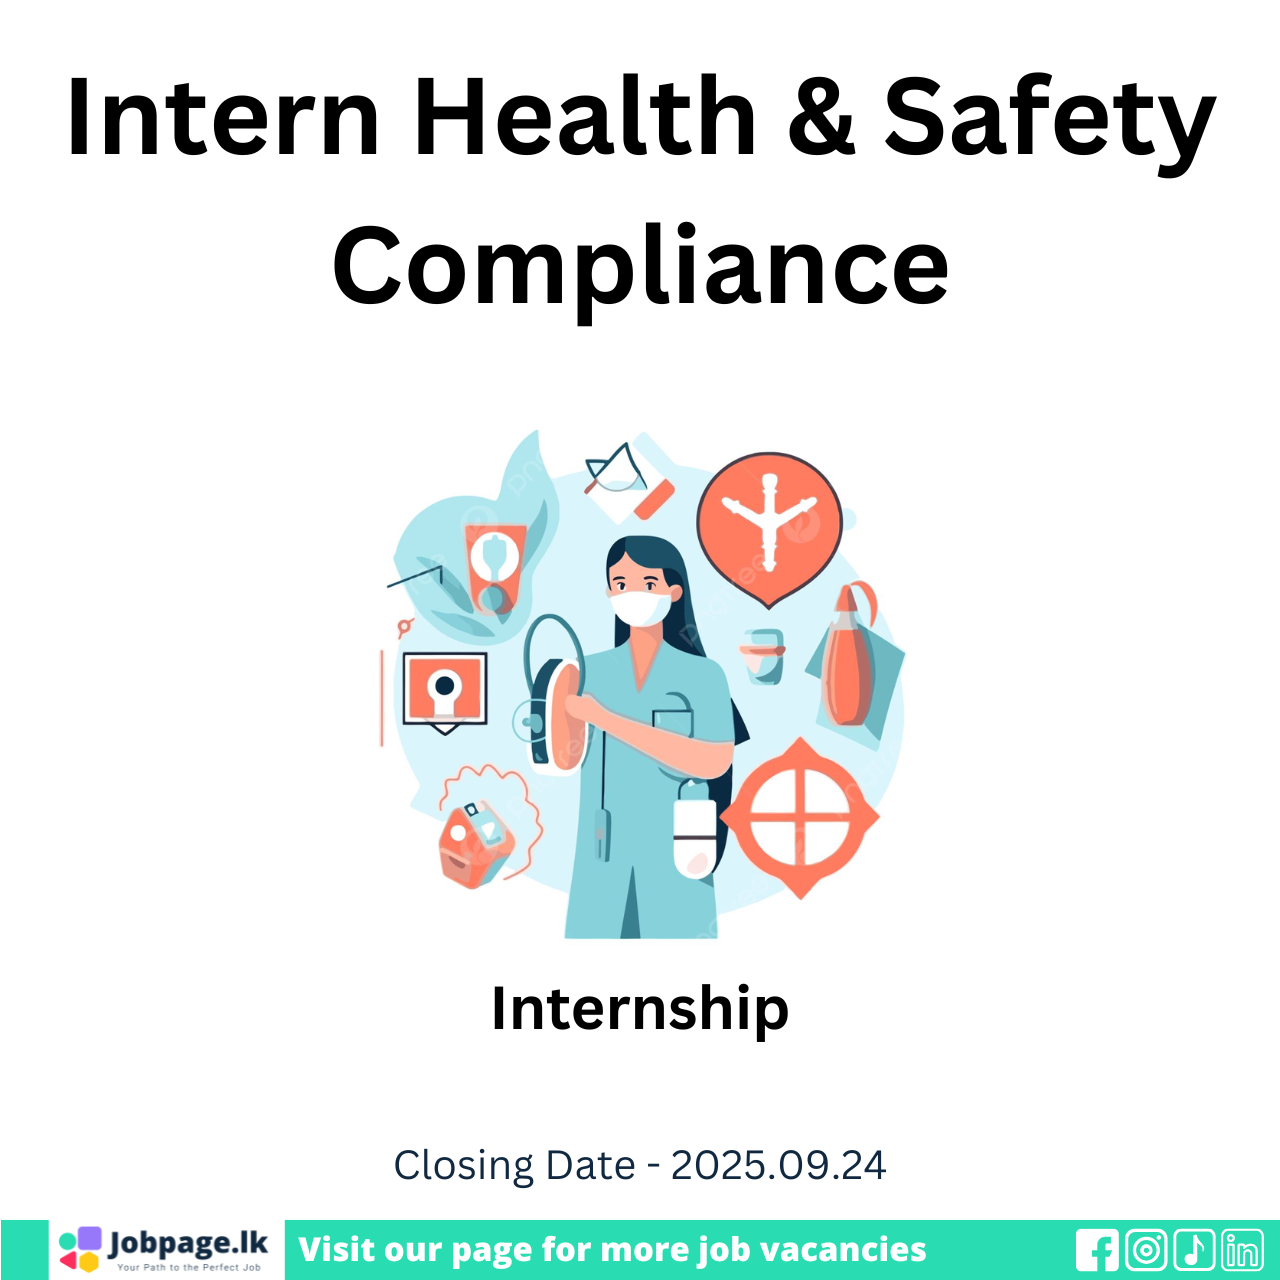 Intern Health & Safety
Compliance
Internship
Closing Date - 2025.09.24
Jobpage.lk
Your Path to the Perfect Job
Visit our page for more job vacancies